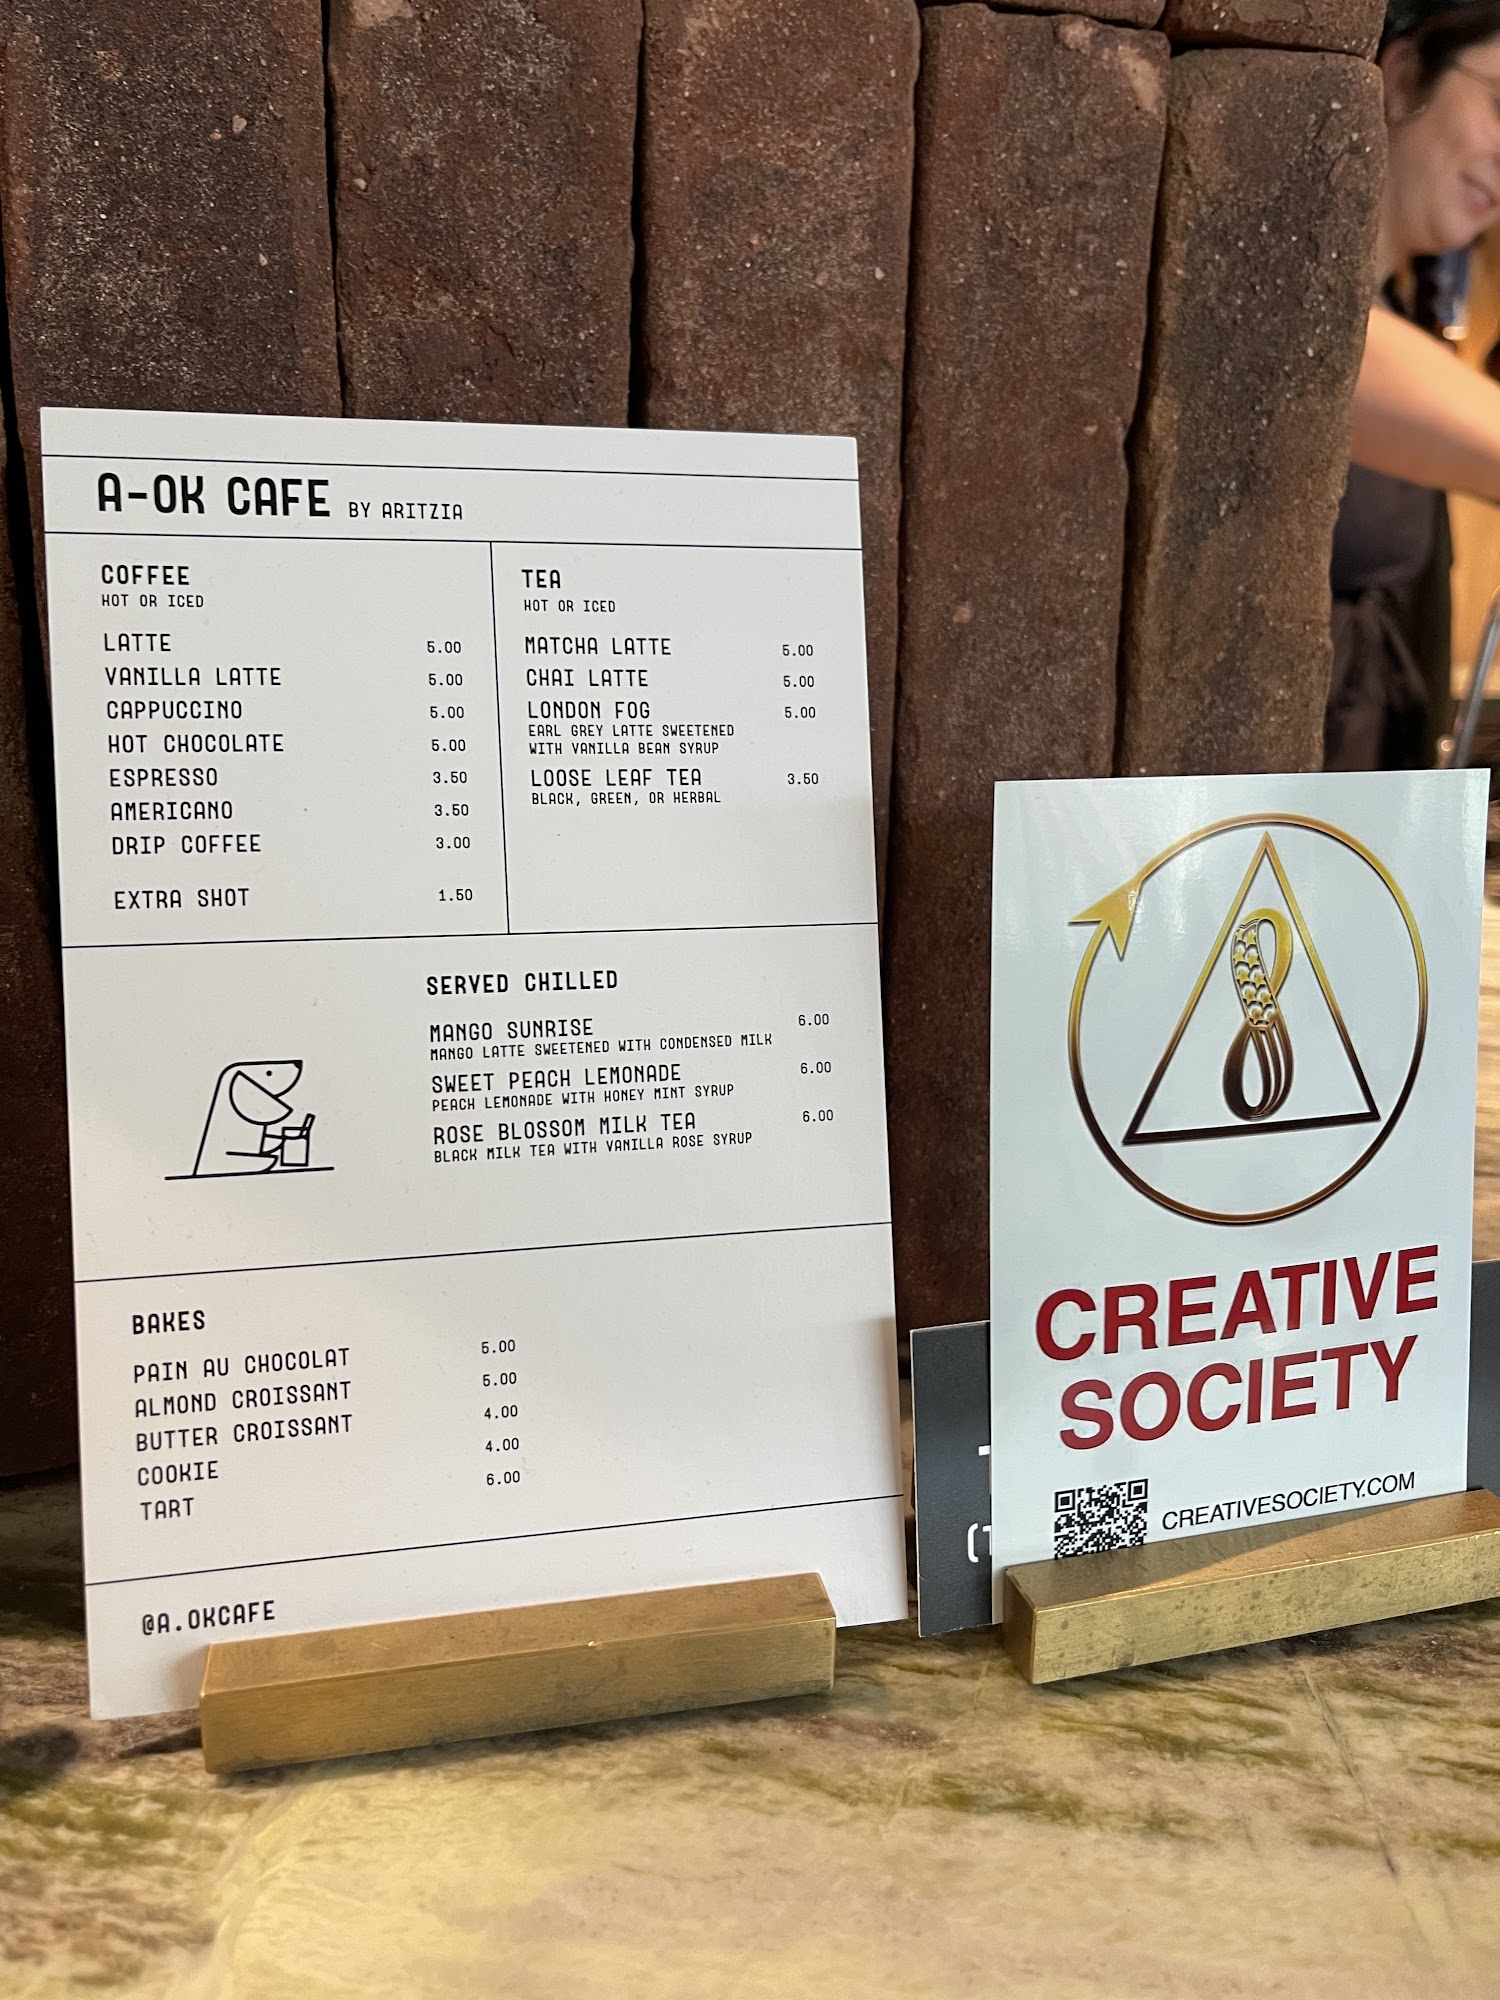 A-OK CAFE BY ARITZIA
COFFEE
HOT OR ICED
LATTE 5.00
VANILLA LATTE 5.00
CAPPUCCINO 5.00
HOT CHOCOLATE 5.00
ESPRESSO 3.50
AMERICANO 3.50
DRIP COFFEE 3.00
EXTRA SHOT 1.50
TEA
HOT OR ICED
MATCHA LATTE 5.00
CHAI LATTE 5.00
LONDON FOG 5.00
EARL GREY LATTE SWEETENED
WITH VANILLA BEAN SYRUP
LOOSE LEAF TEA 3.50
BLACK, GREEN, OR HERBAL
SERVED CHILLED
MANGO SUNRISE 6.00
MANGO LATTE SWEETENED WITH CONDENSED MILK
SWEET PEACH LEMONADE 6.00
PEACH LEMONADE WITH HONEY MINT SYRUP
ROSE BLOSSOM MILK TEA 6.00
BLACK MILK TEA WITH VANILLA ROSE SYRUP
BAKES
PAIN AU CHOCOLAT 5.00
ALMOND CROISSANT 5.00
BUTTER CROISSANT 4.00
COOKIE 4.00
TART 6.00
@A.OKCAFE
CREATIVE
SOCIETY
CREATIVESOCIETY.COM